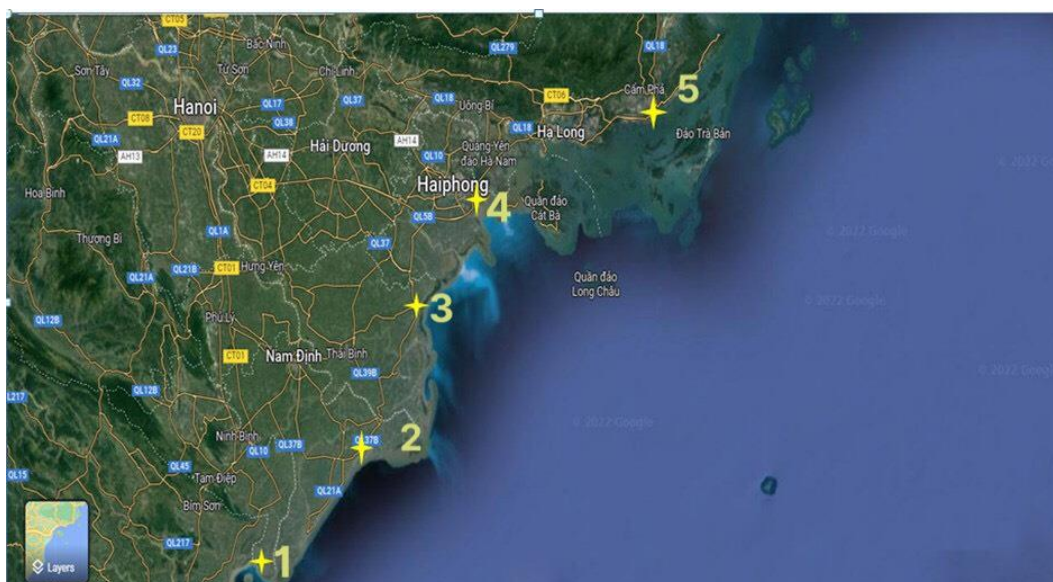 CT05
QL18
QL23
Bắc Ninh
QL279
Sơn Tây
Từ Sơn
Chí Linh
QL32
Cẩm Phả
5
Hanoi
QL17
QL37
QL18
Uông Bí
CT06
CT08
CT20
QL38
QL18
Hạ Long
Đảo Trà Bản
QL21A
AH13
AH14
Hải Dương
AH14
QL10
Quảng Yên
đảo Hà Nam
© 2022 Google
Hoa Binh
CT04
Haiphong
4
Quần đảo
Cát Bà
QL5B
Thượng Bì
QL1A
QL37
© 2022 Google
QL21A
QL21B
CT01
Hưng Yên
Quần đảo
Long Châu
3
© 2022 Google
QL12B
Phủ Lý
CT01
Nam Định
Thái Bình
QL39B
QL217
QL12B
© 2022 Google
Ninh Bình
QL10
QL37B
QL37B
2
QL15
QL45
Tam Điệp
QL21A
Bỉm Sơn
QL217
1
Layers